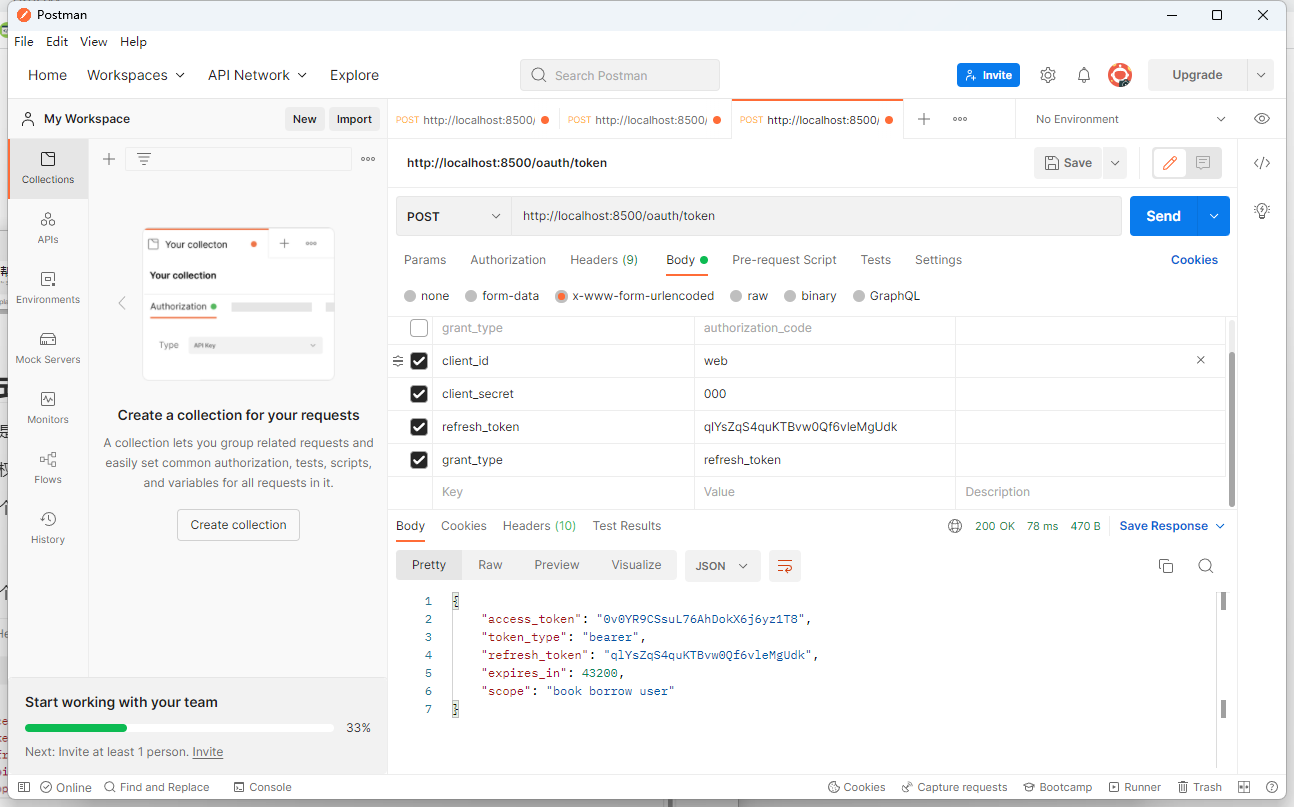 Postman
File Edit View Help
Home Workspaces API Network Explore Search Postman Invite Upgrade
My Workspace New Import
POST http://localhost:8500/ POST http://localhost:8500/ POST http://localhost:8500/ No Environment
Collections
APIs
Environments
Mock Servers
Monitors
Flows
History
Your collecton
Your collection
Authorization
Type API Key
Create a collection for your requests
A collection lets you group related requests and
easily set common authorization, tests, scripts,
and variables for all requests in it.
Create collection
Start working with your team
33%
Next: Invite at least 1 person. Invite
http://localhost:8500/oauth/token Save
POST http://localhost:8500/oauth/token Send
Params Authorization Headers (9) Body Pre-request Script Tests Settings Cookies
none form-data x-www-form-urlencoded raw binary GraphQL
grant_type authorization_code
client_id web
client_secret 000
refresh_token qlYsZqS4quKTBvw0Qf6vleMgUdk
grant_type refresh_token
Key Value Description
Body Cookies Headers (10) Test Results 200 OK 78 ms 470 B Save Response
Pretty Raw Preview Visualize JSON
1 {
2 "access_token": "0v0YR9CSsuL76AhDokX6j6yz1T8",
3 "token_type": "bearer",
4 "refresh_token": "qlYsZqS4quKTBvw0Qf6vleMgUdk",
5 "expires_in": 43200,
6 "scope": "book borrow user"
7 }
Online Find and Replace Console Cookies Capture requests Bootcamp Runner Trash